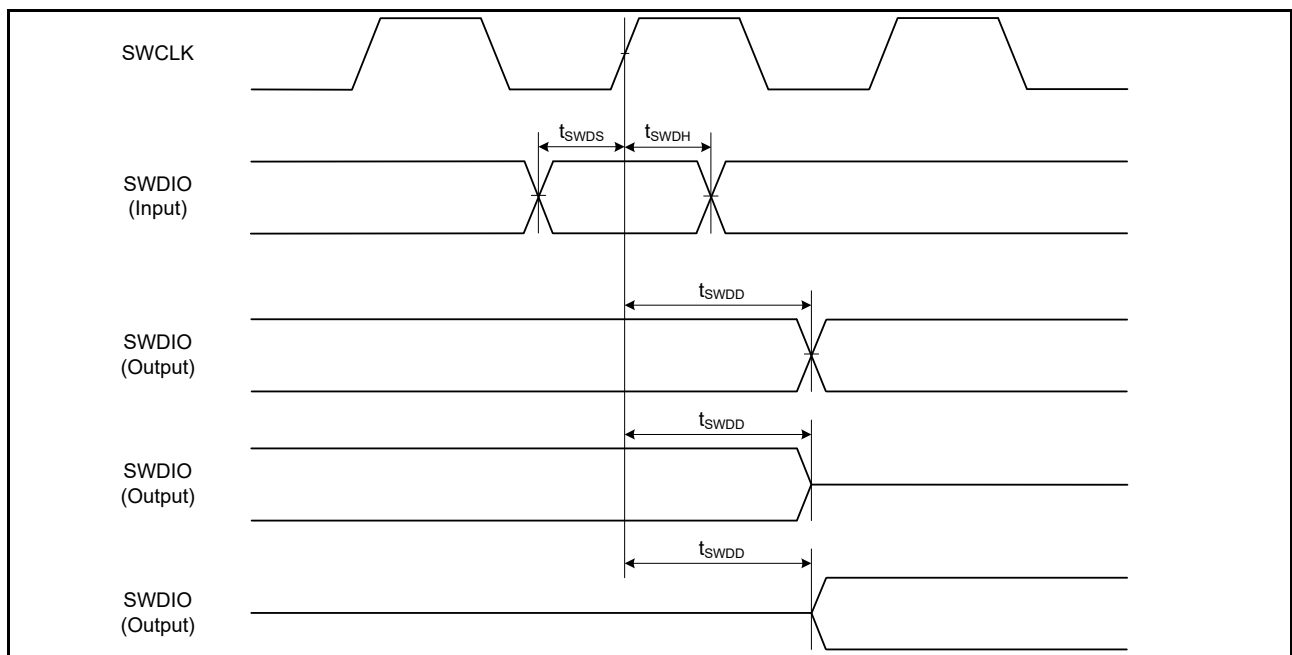 SWCLK
tSWDS
tSWDH
SWDIO
(Input)
tSWDD
SWDIO
(Output)
tSWDD
SWDIO
(Output)
tSWDD
SWDIO
(Output)